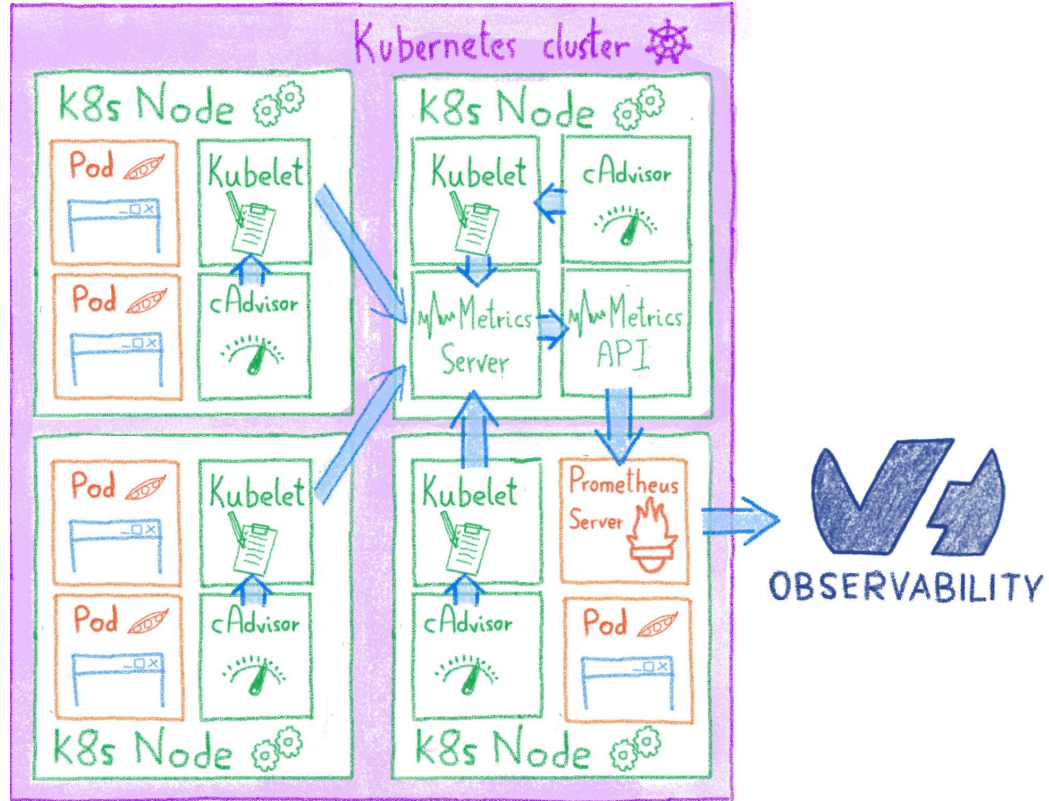 Kubernetes cluster
K8s Node
Pod
Kubelet
Pod
cAdvisor
K8s Node
Kubelet
cAdvisor
Metrics
Server
Metrics
API
Pod
Kubelet
Pod
cAdvisor
K8s Node
Kubelet
Prometheus
Server
cAdvisor
Pod
K8s Node
OBSERVABILITY